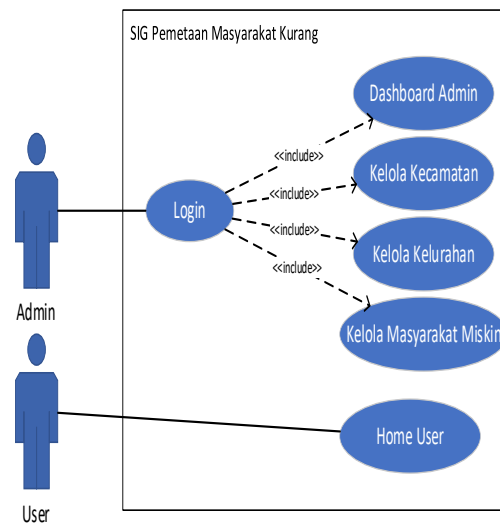 SIG Pemetaan Masyarakat Kurang
Dashboard Admin
<<include>>
Kelola Kecamatan
<<include>>
Login
<<include>>
Kelola Kelurahan
<<include>>
Admin
Kelola Masyarakat Miskin
Home User
User